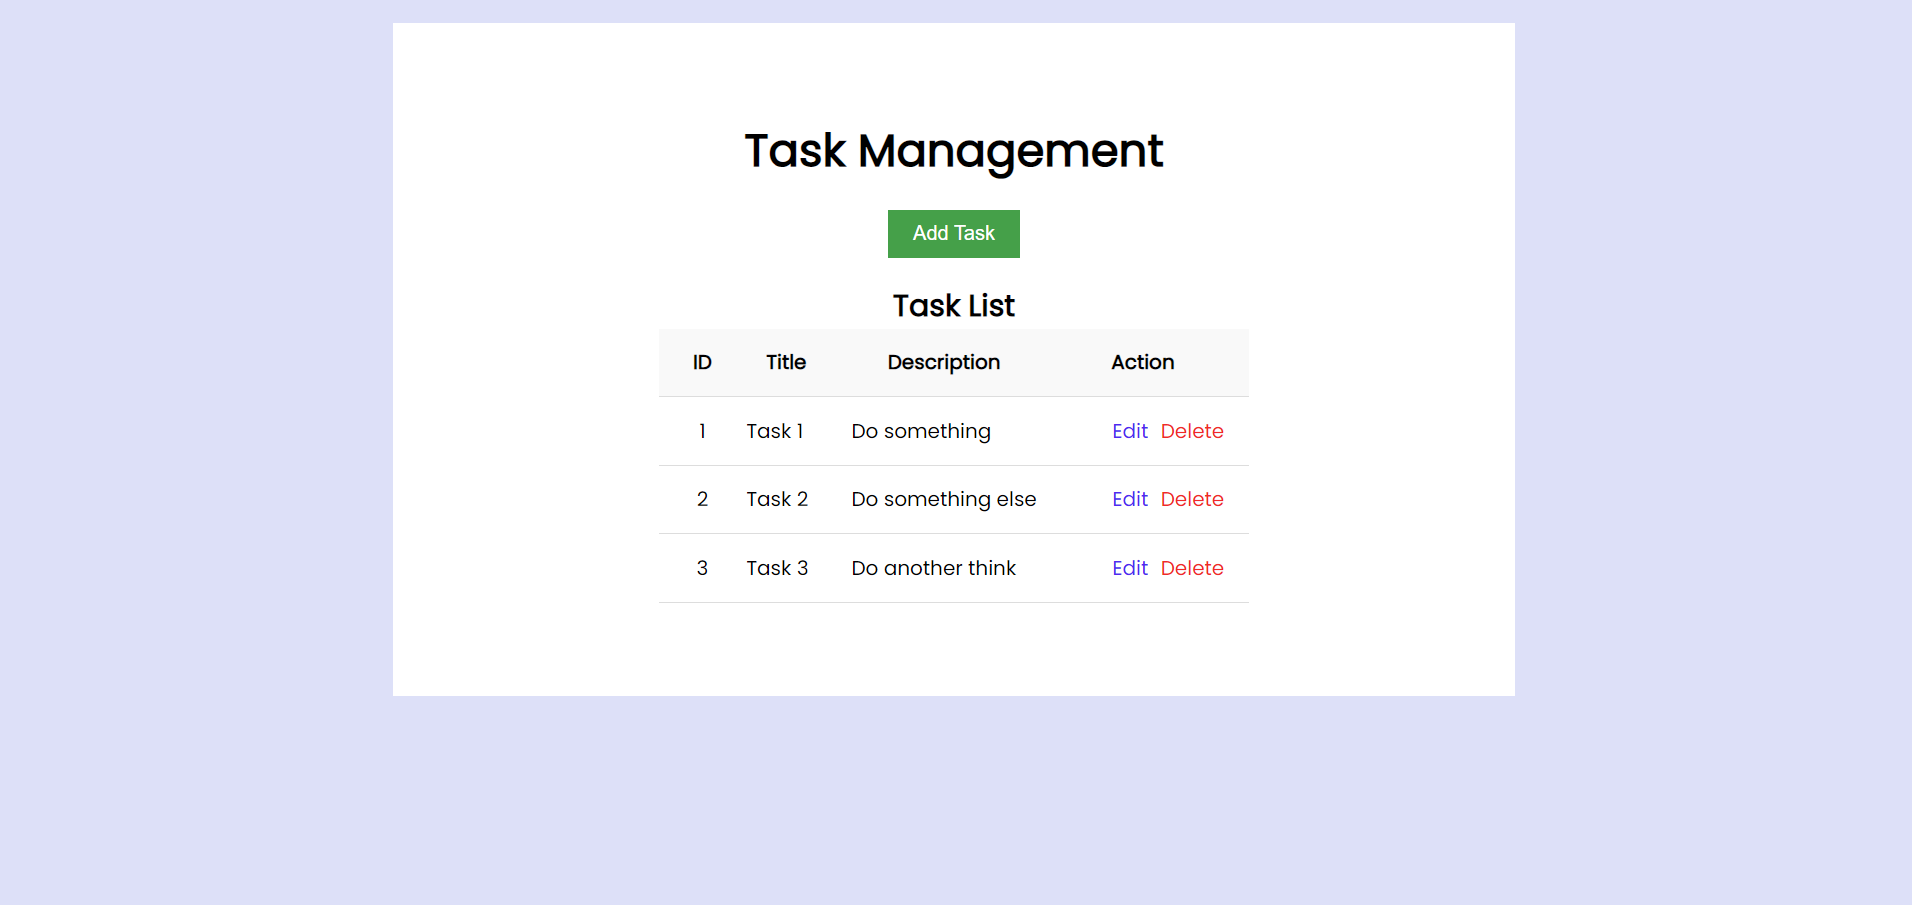 Task Management
Add Task
Task List
ID Title Description Action
1 Task 1 Do something Edit Delete
2 Task 2 Do something else Edit Delete
3 Task 3 Do another think Edit Delete